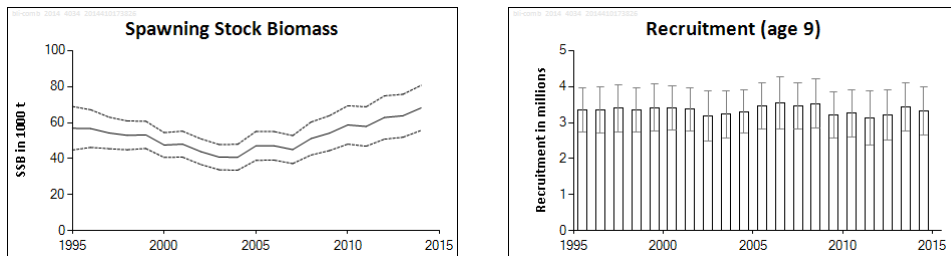 Spawning Stock Biomass
100
80
60
40
20
0
SSB in 1000 t
1995 2000 2005 2010 2015
Recruitment (age 9)
5
4
3
2
1
0
Recruitment in millions
1995 2000 2005 2010 2015